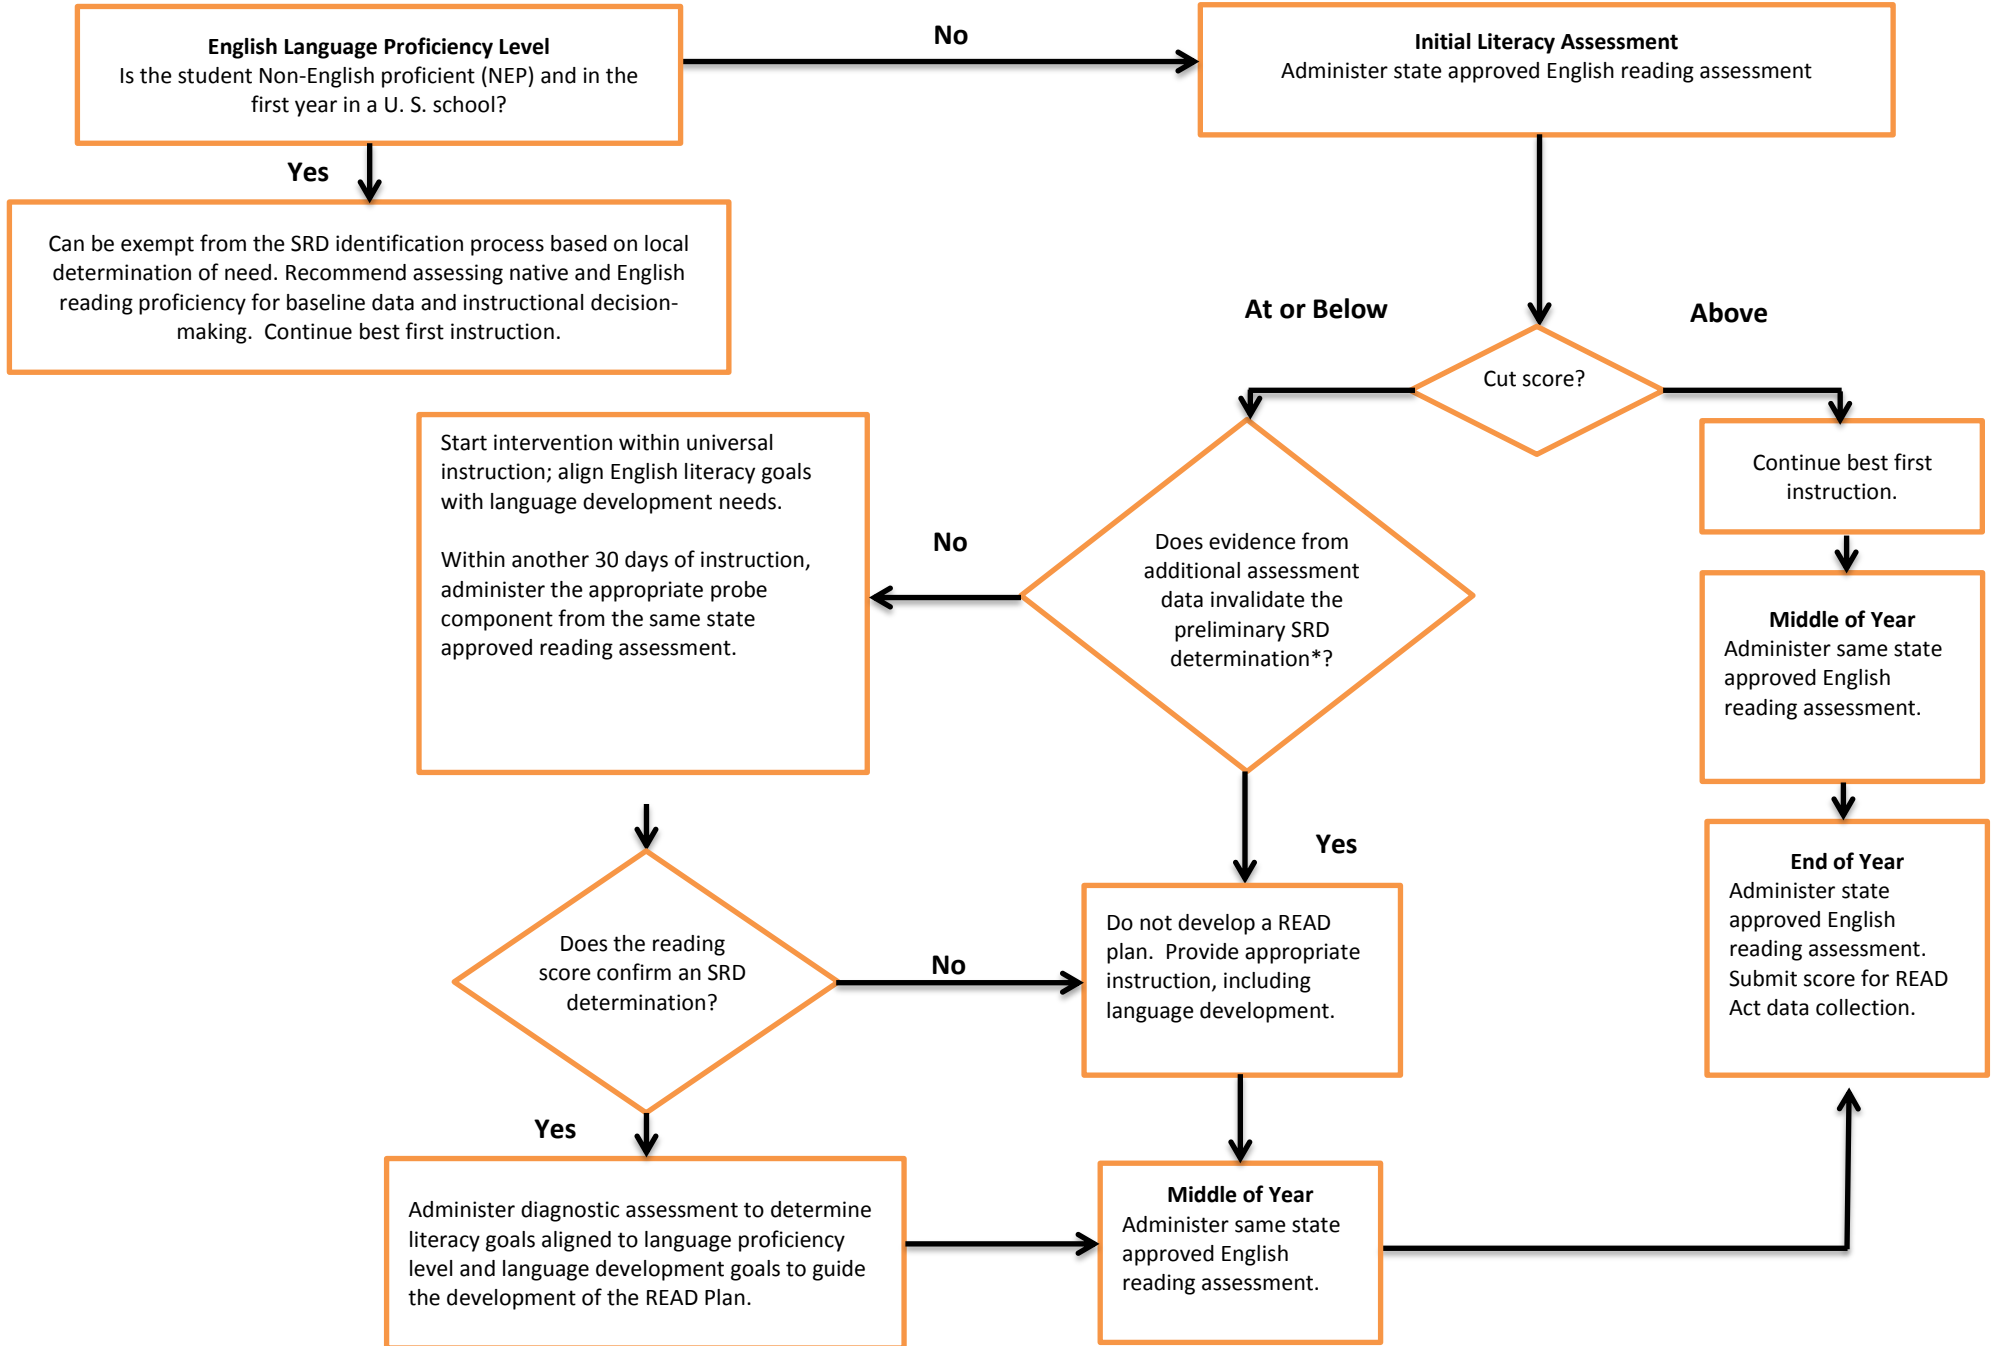 English Language Proficiency Level
Is the student Non-English proficient (NEP) and in the
first year in a U. S. school?
No
Initial Literacy Assessment
Administer state approved English reading assessment
Yes
Can be exempt from the SRD identification process based on local
determination of need. Recommend assessing native and English
reading proficiency for baseline data and instructional decision-
making.  Continue best first instruction.
At or Below
Above
Cut score?
Start intervention within universal
instruction; align English literacy goals
with language development needs.
Within another 30 days of instruction,
administer the appropriate probe
component from the same state
approved reading assessment.
No
Does evidence from
additional assessment
data invalidate the
preliminary SRD
determination*?
Continue best first
instruction.
Middle of Year
Administer same state
approved English
reading assessment.
Yes
End of Year
Administer state
approved English
reading assessment.
Submit score for READ
Act data collection.
Does the reading
score confirm an SRD
determination?
No
Do not develop a READ
plan.  Provide appropriate
instruction, including
language development.
Yes
Administer diagnostic assessment to determine
literacy goals aligned to language proficiency
level and language development goals to guide
the development of the READ Plan.
Middle of Year
Administer same state
approved English
reading assessment.